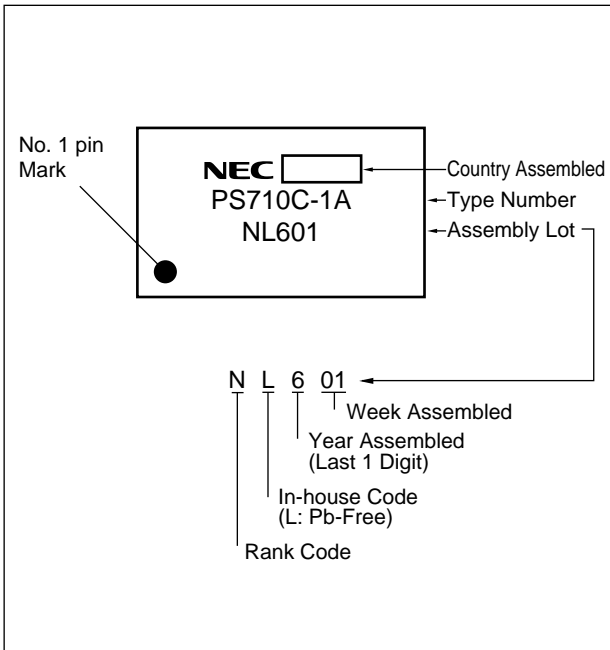 No. 1 pin
Mark
NEC
Country Assembled
PS710C-1A
Type Number
NL601
Assembly Lot
N L 6 01
Week Assembled
Year Assembled
(Last 1 Digit)
In-house Code
(L: Pb-Free)
Rank Code